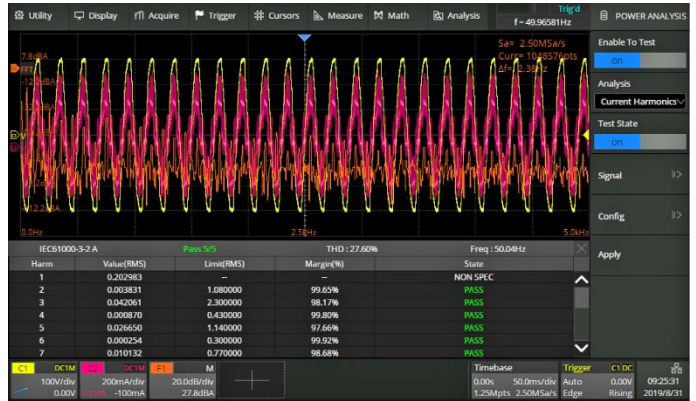 Utility Display Acquire Trigger Cursors Measure Math Analysis Trig'd f = 49.96581Hz POWER ANALYSIS
Sa= 2.50MSa/s
Curr= 1048576pts
2.38Hz
7.8dBA
FFT
0.0Hz 2.5 Hz 5.0kHz
Enable To Test
on
Analysis
Current Harmonics
Test State
on
Signal
Config
Apply
IEC61000-3-2 A Pass 5/5 THD : 27.60% Freq : 50.04Hz
Harm Value(RMS) Limit(RMS) Margin(%) State
1 0.202983 -- -- NON SPEC
2 0.003831 1.080000 99.65% PASS
3 0.042061 2.300000 98.17% PASS
4 0.000870 0.430000 99.80% PASS
5 0.026650 1.140000 97.66% PASS
6 0.000254 0.300000 99.92% PASS
7 0.010132 0.770000 98.68% PASS
C1 DC1M C2 DC1M F1 M Timebase Trigger C1 DC
100V/div 200mA/div 20.0dB/div 0.00s 50.0ms/div Auto 0.00V 09:25:31
0.00V -100mA 27.8dBA 1.25Mpts 2.50MSa/s Edge Rising 2019/8/31